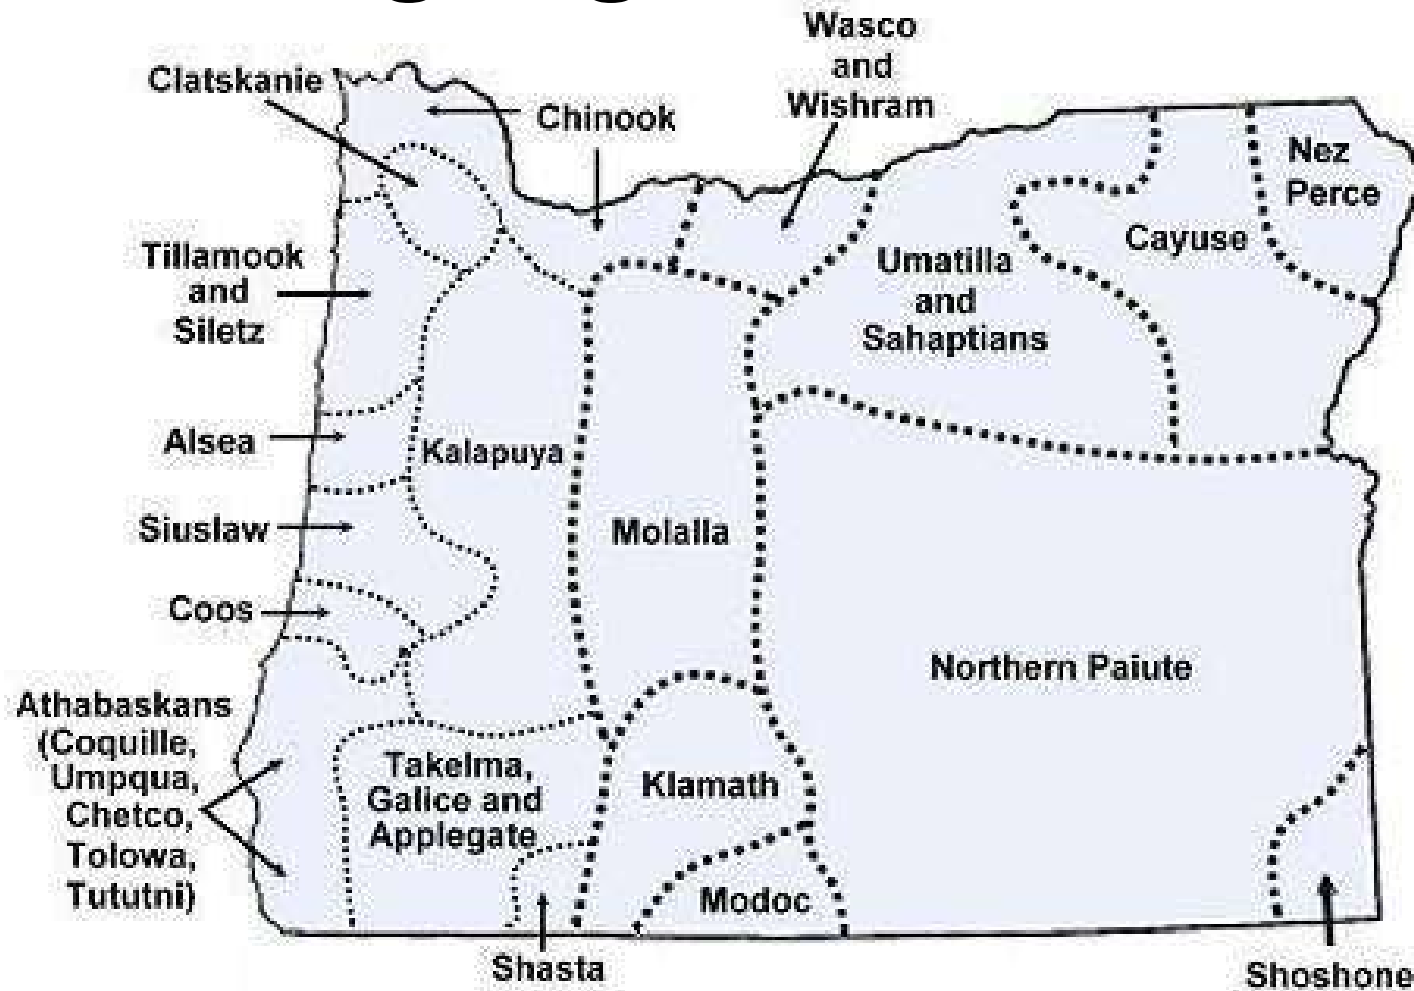 Wasco
and
Wishram
Clatskanie
Chinook
Nez
Perce
Cayuse
Tillamook
and
Siletz
Umatilla
and
Sahaptians
Alsea
Kalapuya
Siuslaw
Molalla
Coos
Northern Paiute
Athabaskans
(Coquille,
Umpqua,
Chetco,
Tolowa,
Tututni)
Takelma,
Galice and
Applegate
Klamath
Modoc
Shasta
Shoshone